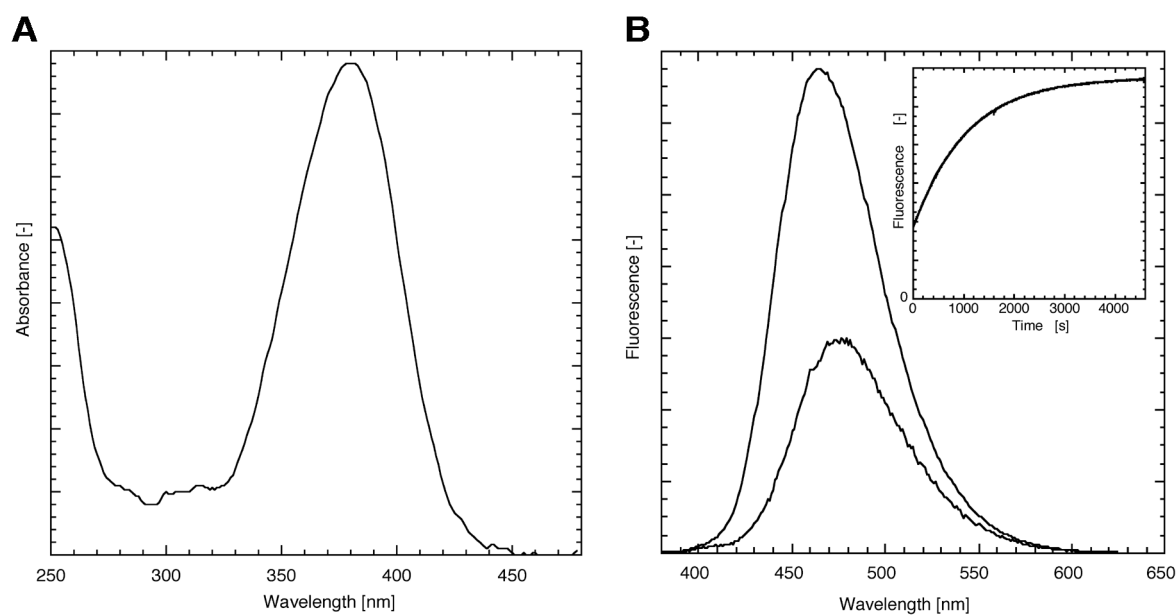 A
Absorbance [-]
250 300 350 400 450
Wavelength [nm]
B
Fluorescence [-]
400 450 500 550 600 650
Wavelength [nm]
Fluorescence [-]
0
0 1000 2000 3000 4000
Time [s]